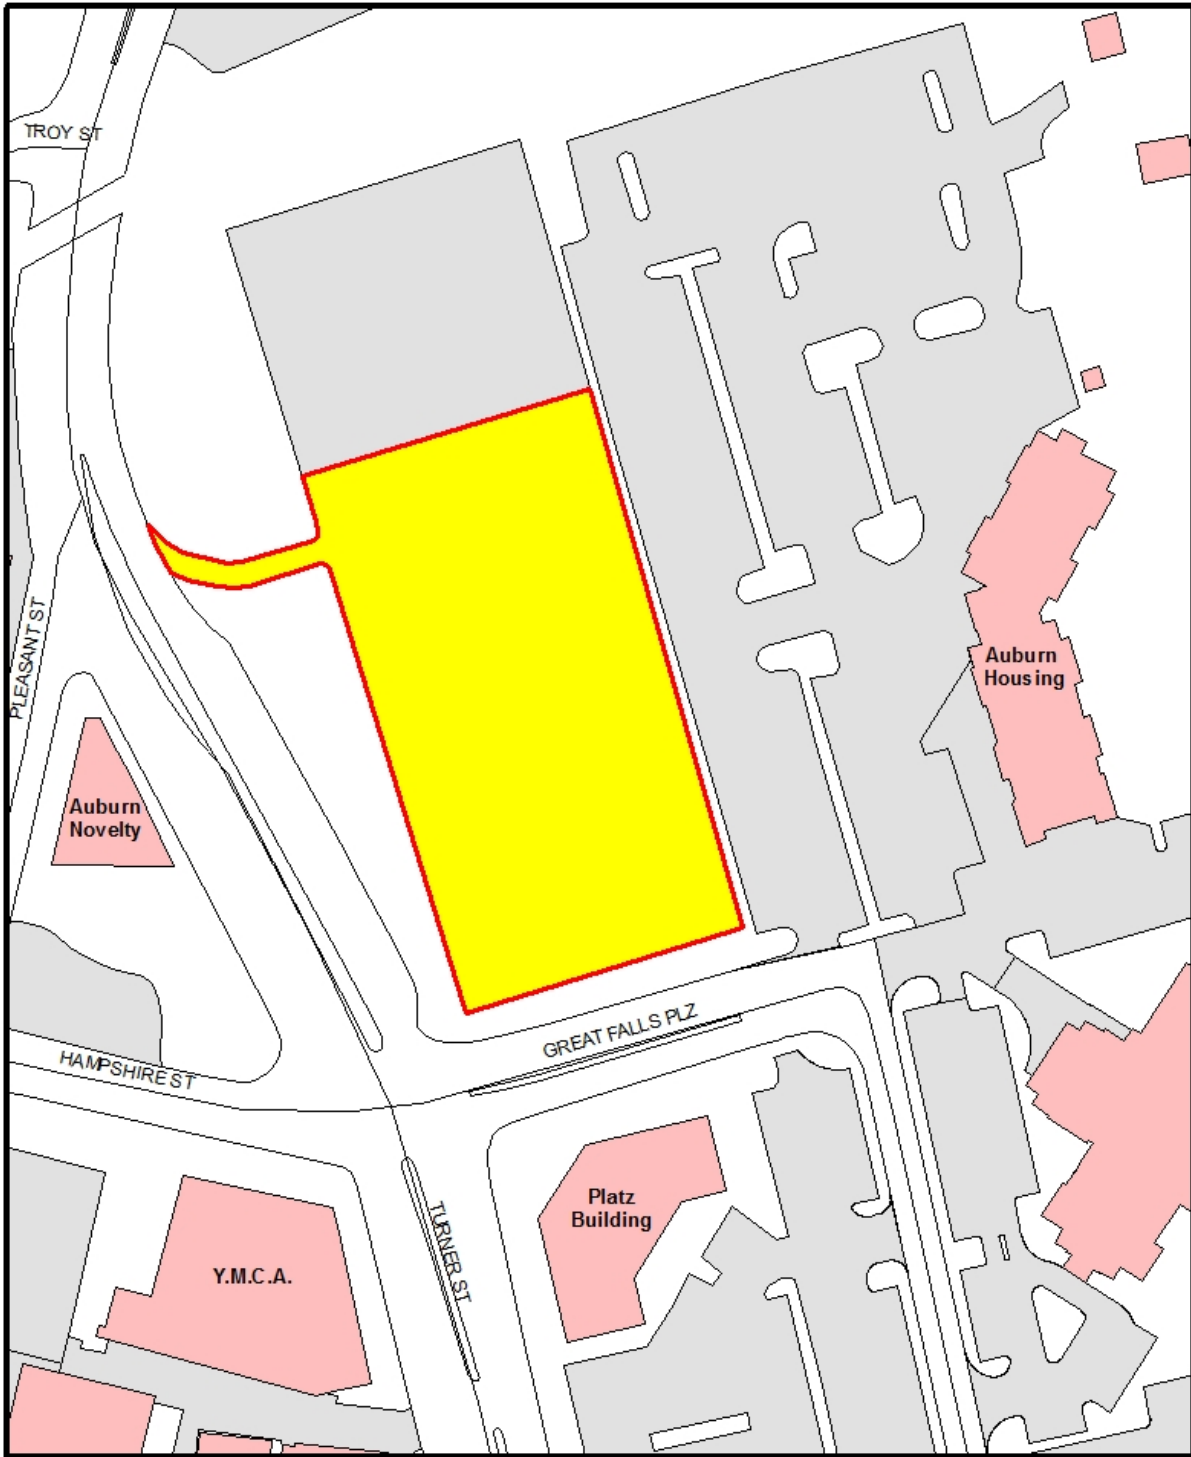 TROY ST
PLEASANT ST
Auburn
Housing
Auburn
Novelty
GREAT FALLS PLZ
HAMPSHIRE ST
Platz
Building
TURNER ST
Y.M.C.A.